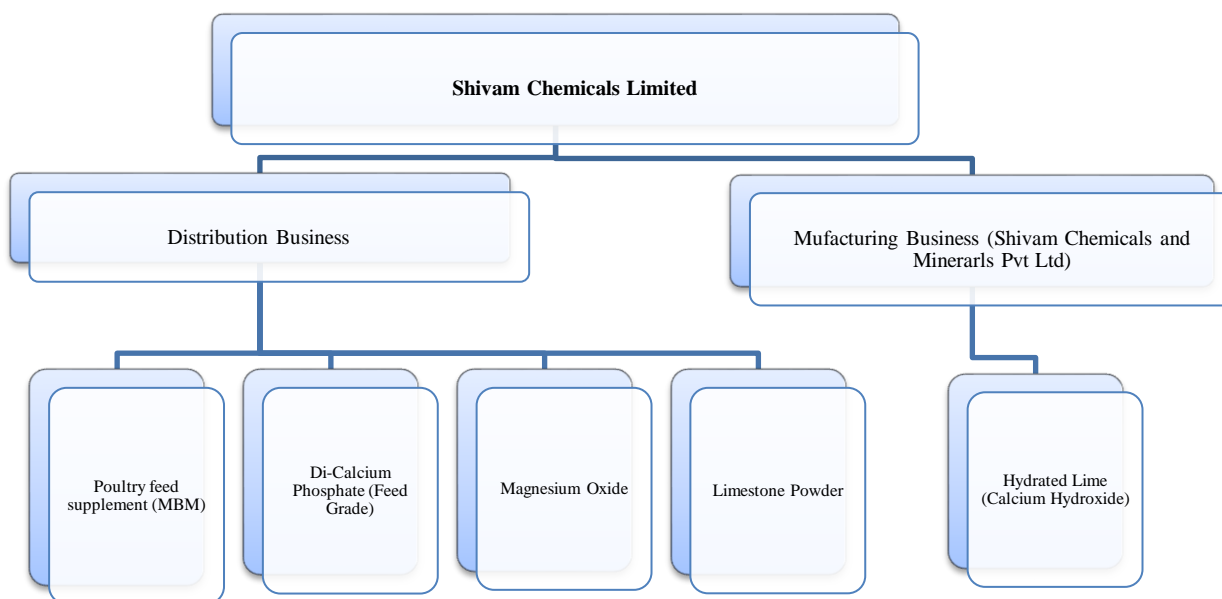 Shivam Chemicals Limited
Distribution Business
Mufacturing Business (Shivam Chemicals and
Minerarls Pvt Ltd)
Poultry feed
supplement (MBM)
Di-Calcium
Phosphate (Feed
Grade)
Magnesium Oxide
Limestone Powder
Hydrated Lime
(Calcium Hydroxide)